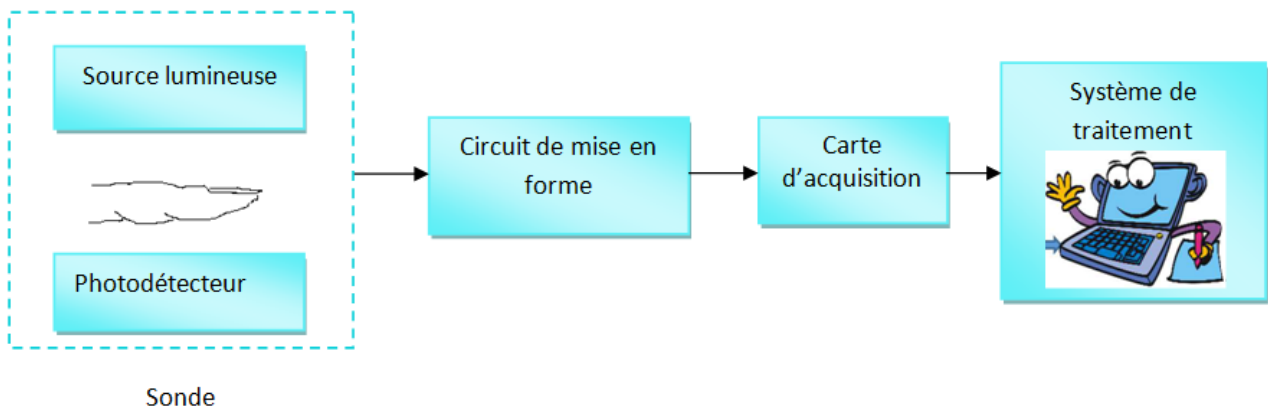 Source lumineuse
Photodétecteur
Sonde
Circuit de mise en
forme
Carte
d’acquisition
Système de
traitement